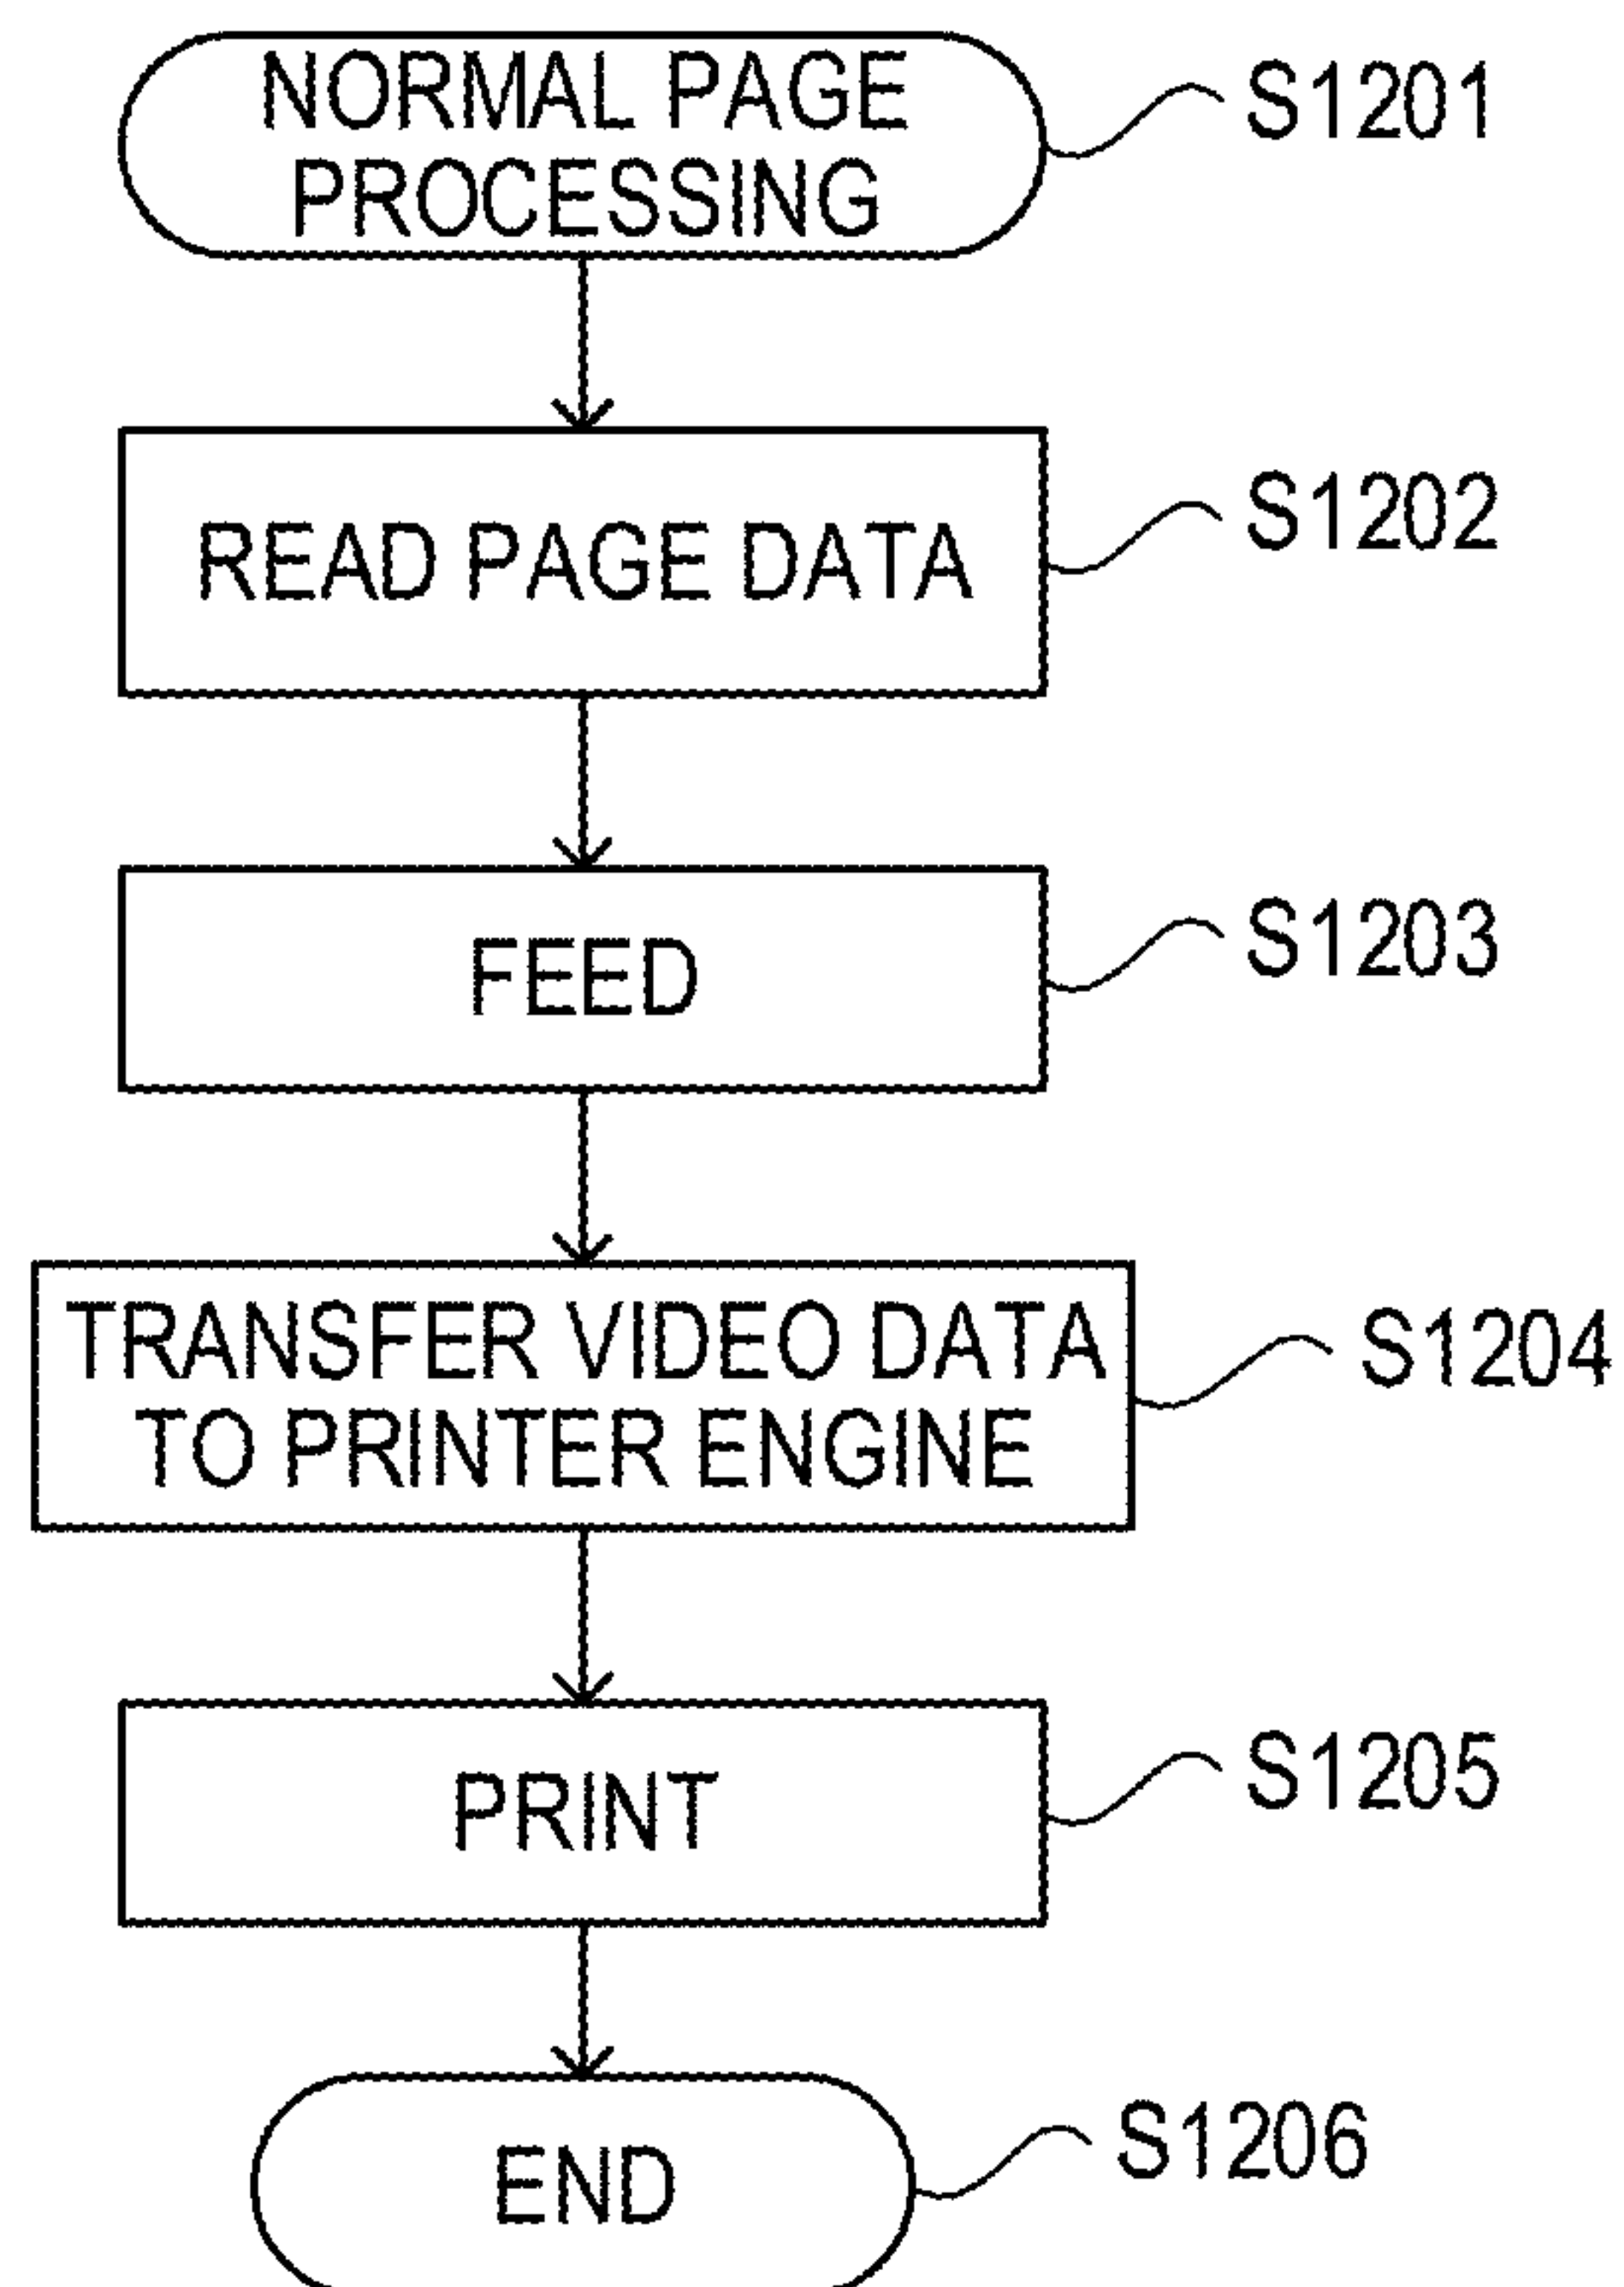 NORMAL PAGE
PROCESSING
S1201
READ PAGE DATA
S1202
FEED
S1203
TRANSFER VIDEO DATA
TO PRINTER ENGINE
S1204
PRINT
S1205
END
S1206